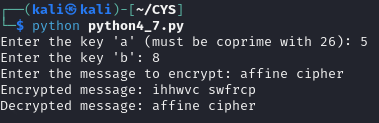 ┌──(kali㉿kali)-[~/CYS]
└─$ python python4_7.py
Enter the key 'a' (must be coprime with 26): 5
Enter the key 'b': 8
Enter the message to encrypt: affine cipher
Encrypted message: ihhwvc swfrcp
Decrypted message: affine cipher